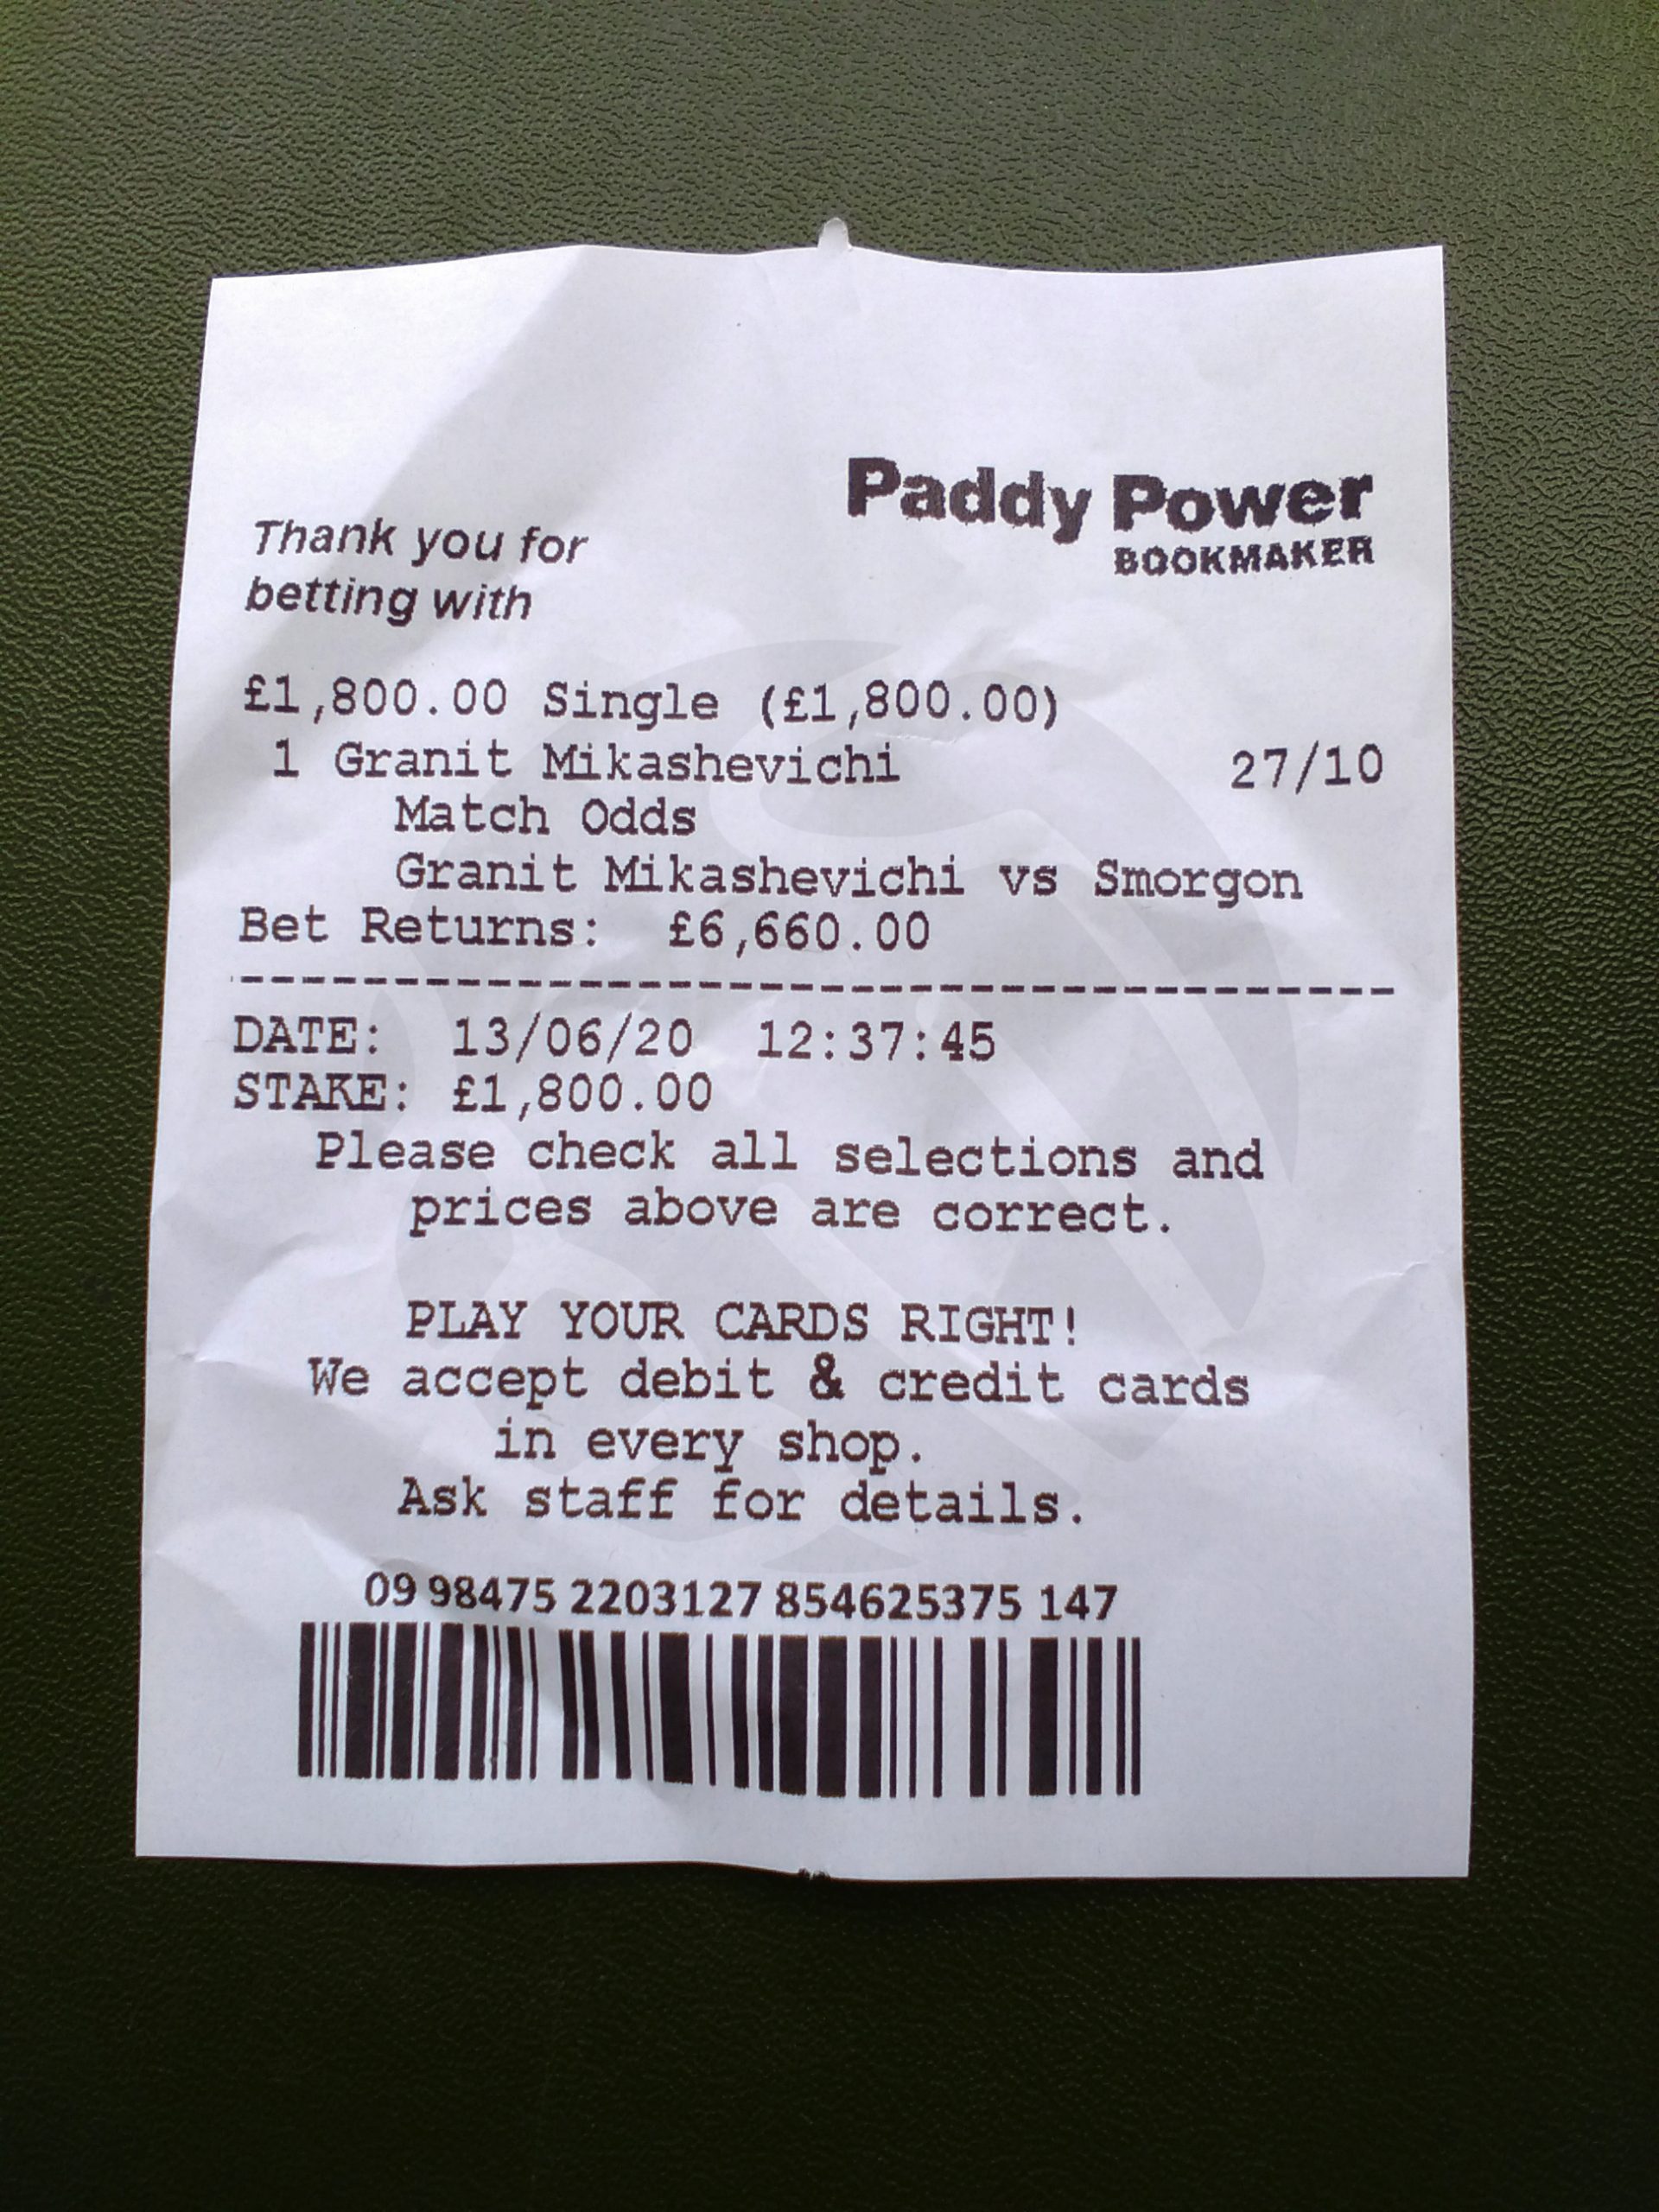 Thank you for
betting with
Paddy Power
BOOKMAKER
£1,800.00 Single (£1,800.00)
1 Granit Mikashevichi 27/10
Match Odds
Granit Mikashevichi vs Smorgon
Bet Returns: £6,660.00
--------------------------------------
DATE: 13/06/20 12:37:45
STAKE: £1,800.00
Please check all selections and
prices above are correct.
PLAY YOUR CARDS RIGHT!
We accept debit & credit cards
in every shop.
Ask staff for details.
09 98475 2203127 854625375 147